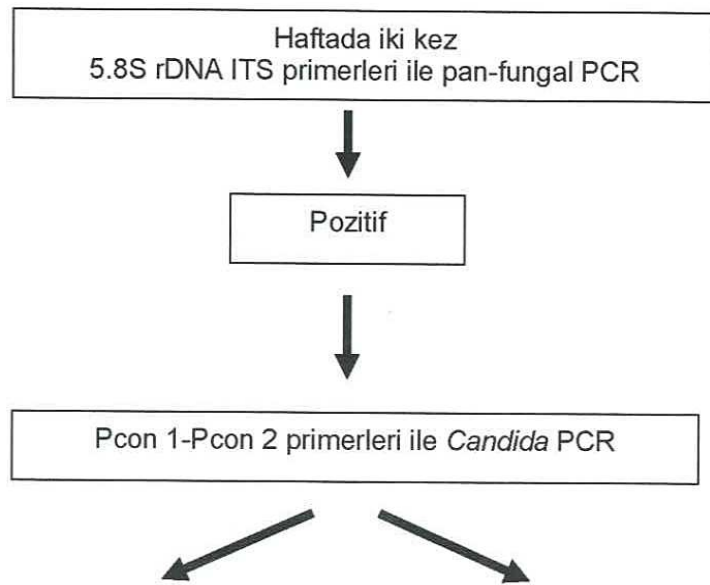 Haftada iki kez
5.8S rDNA ITS primerleri ile pan-fungal PCR
Pozitif
Pcon 1-Pcon 2 primerleri ile Candida PCR